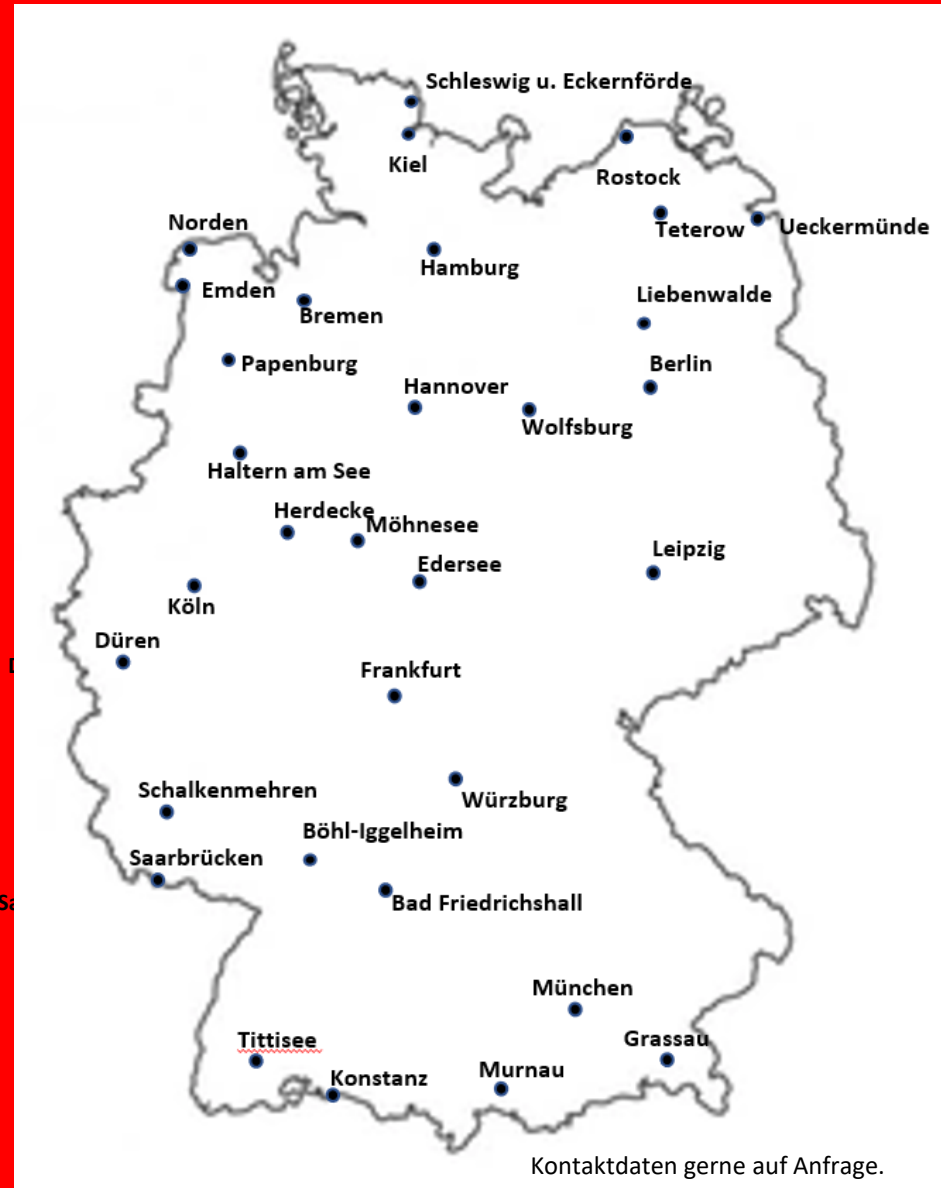 Schleswig u. Eckernförde
Kiel
Rostock
Norden
Teterow
Ueckermünde
Hamburg
Emden
Liebenwalde
Bremen
Papenburg
Berlin
Hannover
Wolfsburg
Haltern am See
Herdecke
Möhnesee
Leipzig
Edersee
Köln
Düren
Frankfurt
Schalkenmehren
Würzburg
Böhl-Iggelheim
Saarbrücken
Bad Friedrichshall
München
Tittisee
Grassau
Murnau
Konstanz
Kontaktdaten gerne auf Anfrage.